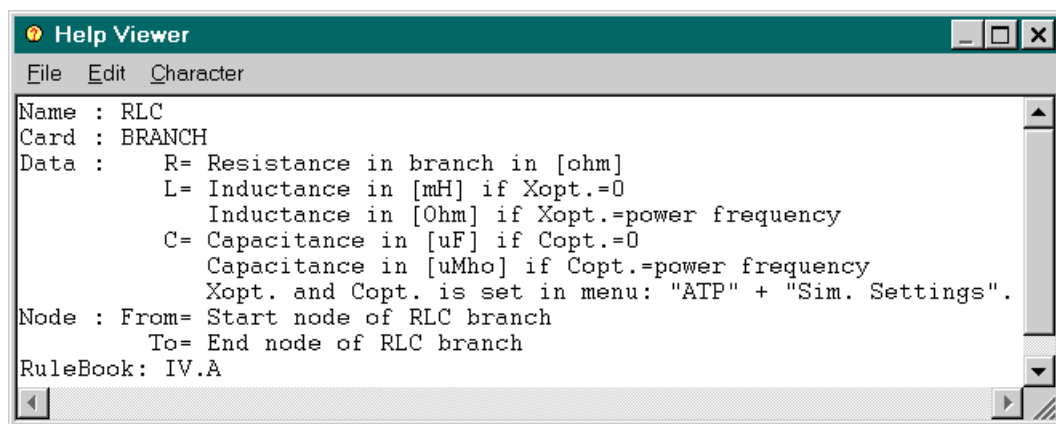 Help Viewer
File Edit Character
Name : RLC
Card : BRANCH
Data :    R= Resistance in branch in [ohm]
          L= Inductance in [mH] if Xopt.=0
             Inductance in [Ohm] if Xopt.=power frequency
          C= Capacitance in [uF] if Copt.=0
             Capacitance in [uMho] if Copt.=power frequency
             Xopt. and Copt. is set in menu: "ATP" + "Sim. Settings".
Node : From= Start node of RLC branch
         To= End node of RLC branch
RuleBook: IV.A